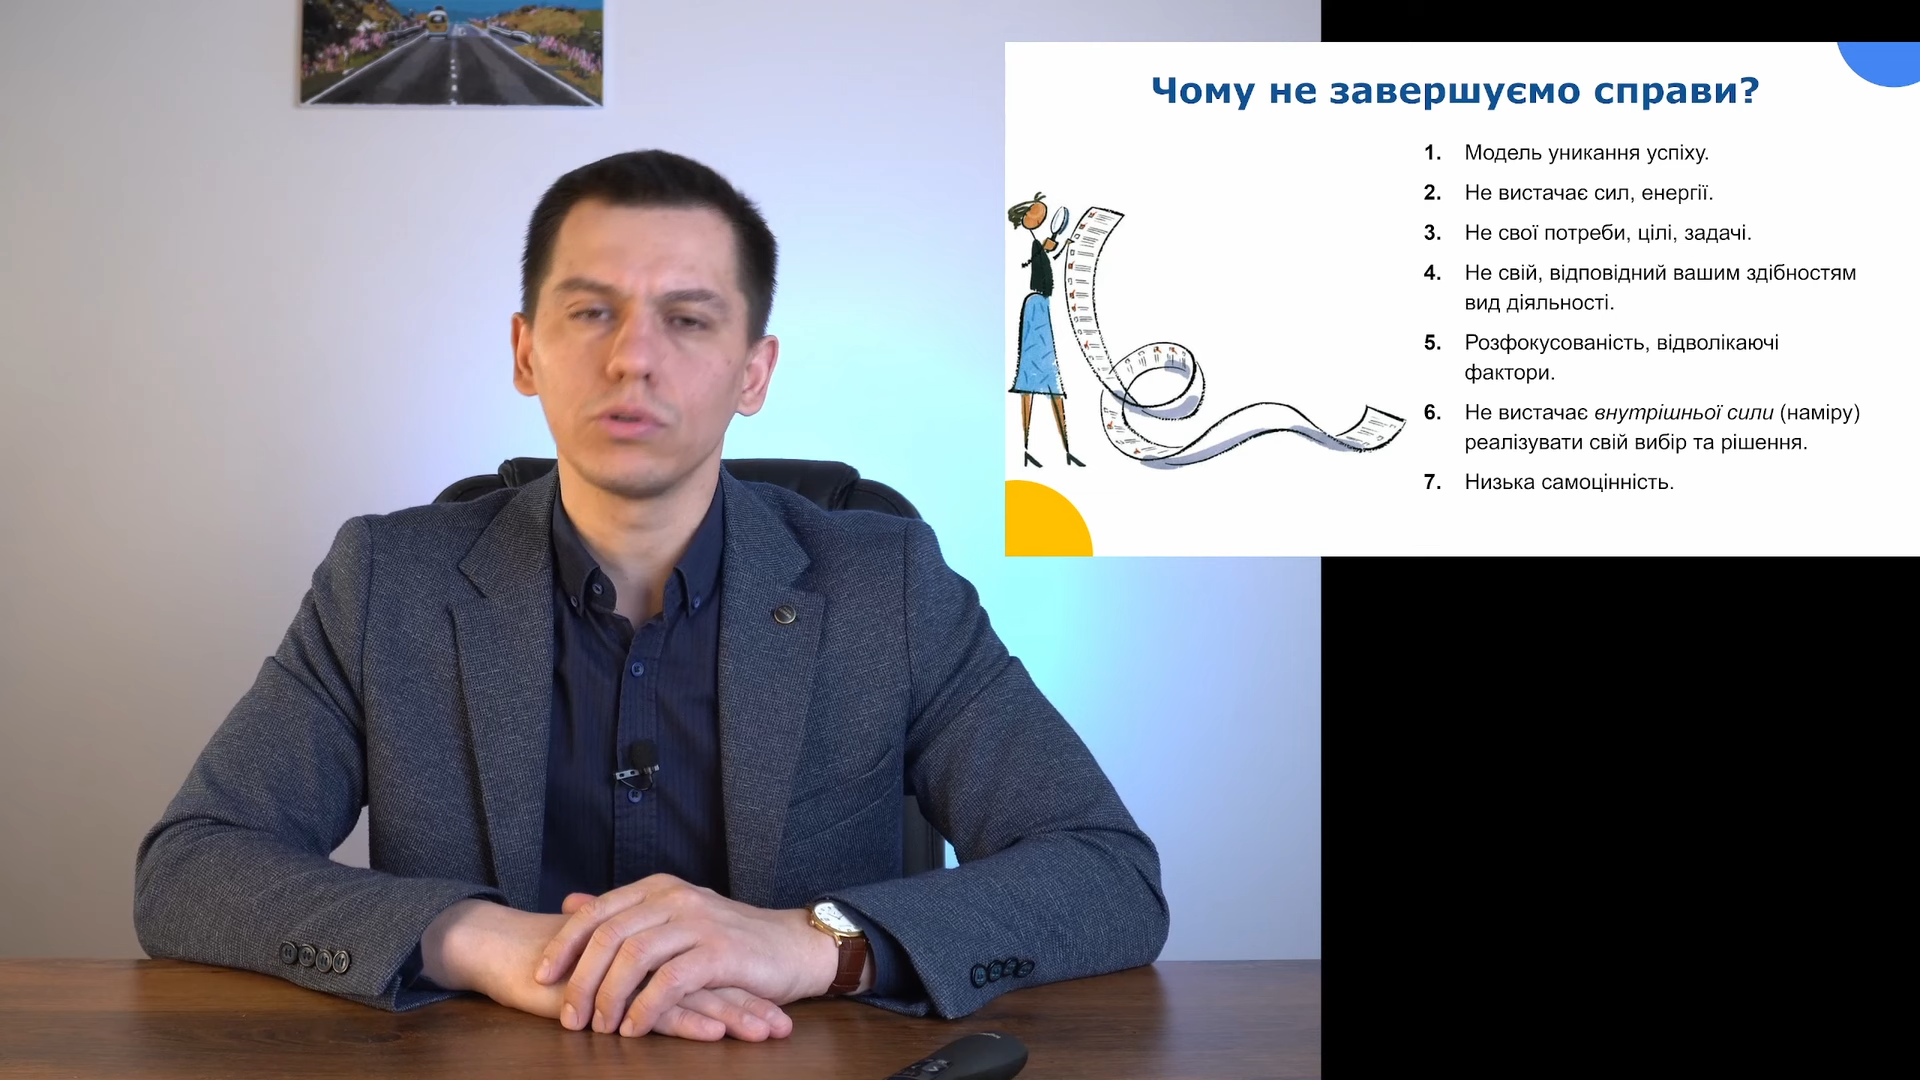 Чому не завершуємо справи?
1. Модель уникання успіху.
2. Не вистачає сил, енергії.
3. Не свої потреби, цілі, задачі.
4. Не свій, відповідний вашим здібностям
вид діяльності.
5. Розфокусованість, відволікаючі
фактори.
6. Не вистачає внутрішньої сили (наміру)
реалізувати свій вибір та рішення.
7. Низька самоцінність.